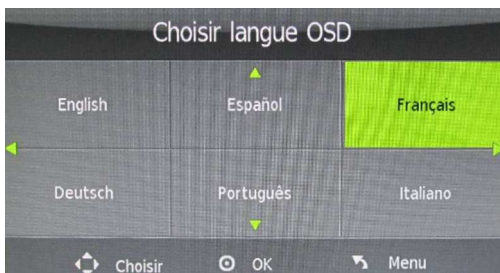 Choisir langue OSD
English Español Français
Deutsch Português Italiano
Choisir OK Menu